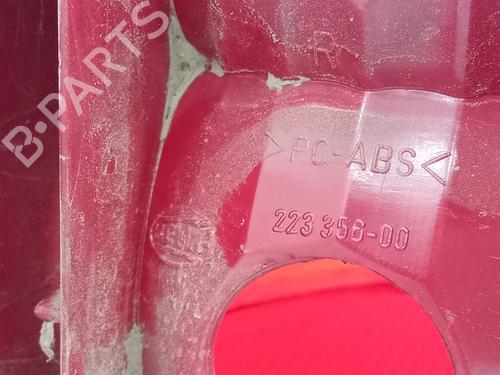 B-PARTS
R
>PC-ABS<
223 356-00